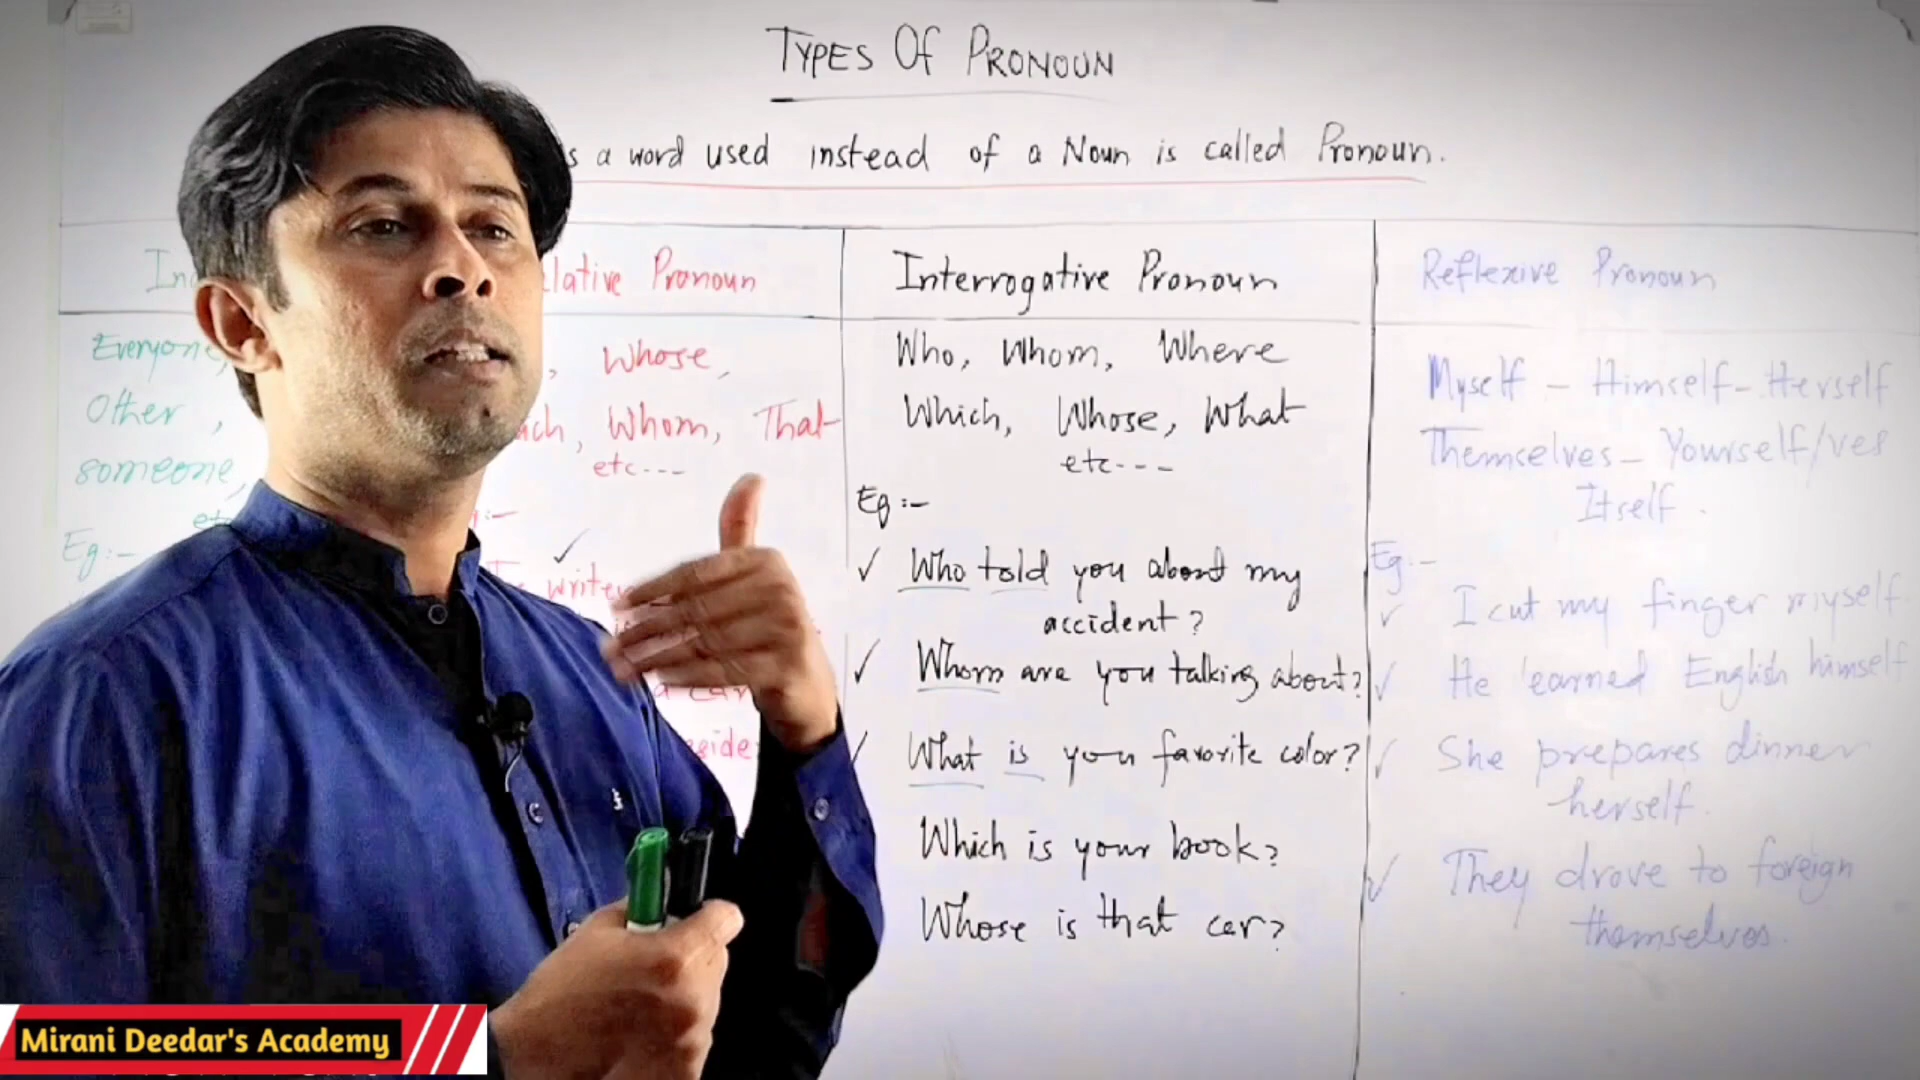 TYPES OF PRONOUN
a word used instead of a Noun is called Pronoun.
Pronoun
Everyone,
Whose,
Other,
Whom, That
someone,
etc---
Eg:-
writer
Interrogative Pronoun
Who, Whom, Where
Which, Whose, What
etc---
Eg:-
✓ Who told you about my
accident?
✓ Whom are you talking about?
✓ What is you favorite color?
Which is your book?
Whose is that car?
Reflexive Pronoun
Myself - Himself - Herself
Themselves - Yourself/ves
Itself.
Eg:-
✓ I cut my finger myself.
✓ He learned English himself
✓ She prepares dinner
herself.
✓ They drove to foreign
themselves.
Mirani Deedar's Academy